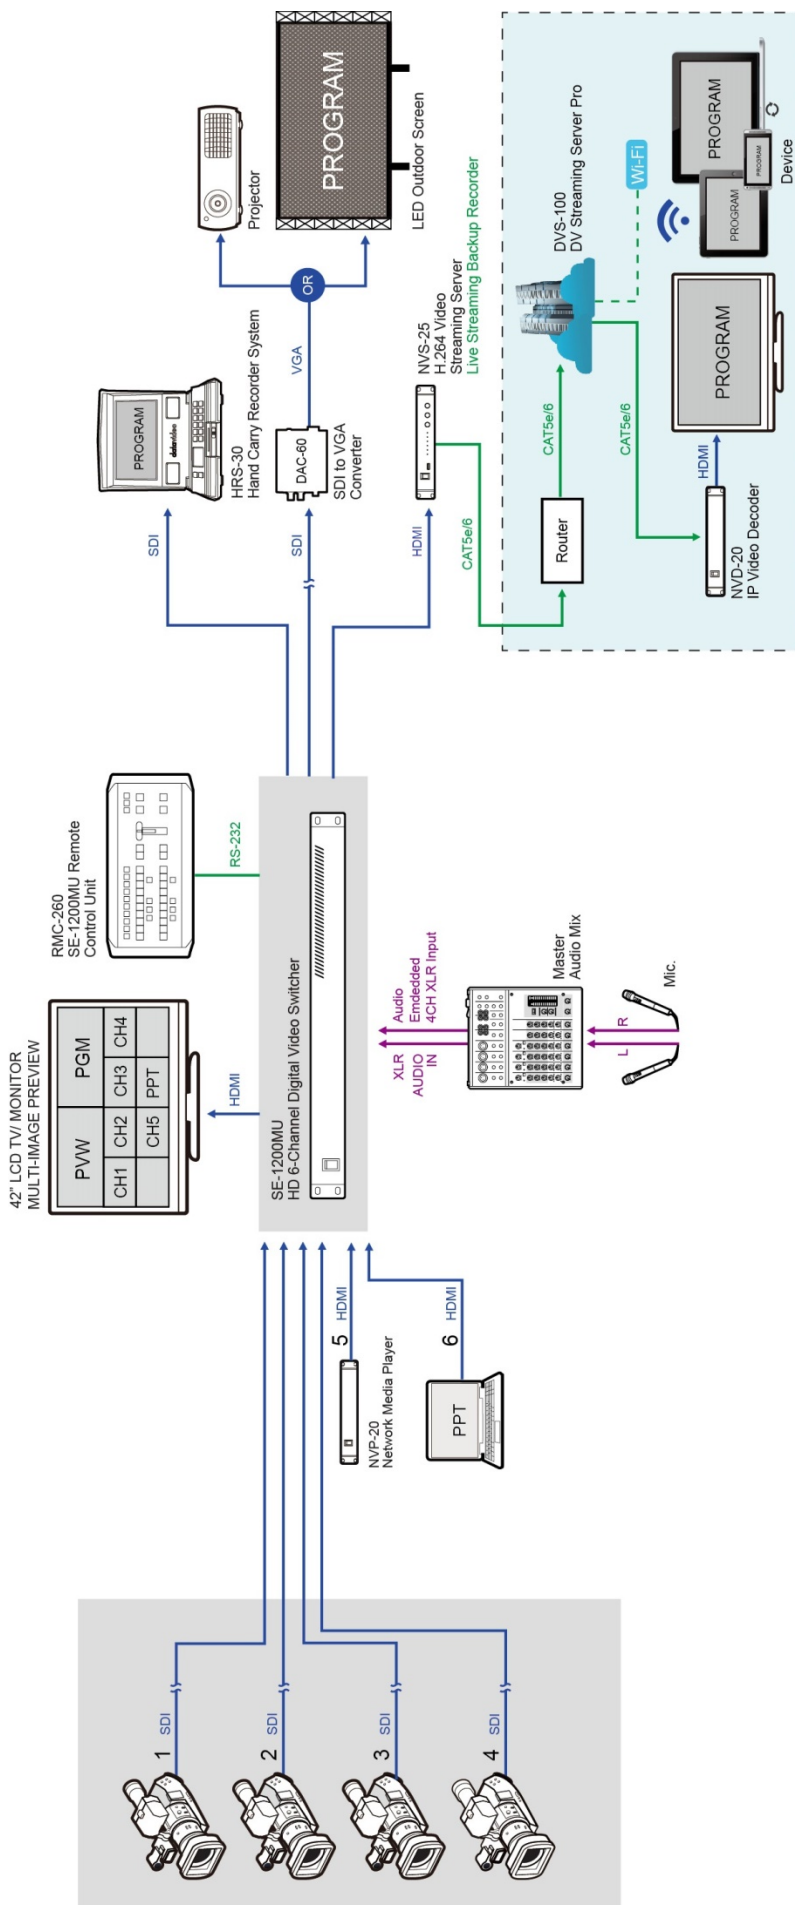 1
SDI
2
SDI
3
SDI
4
SDI
5
HDMI
NVP-20
Network Media Player
6
HDMI
PPT
42" LCD TV/ MONITOR
MULTI-IMAGE PREVIEW
PVW
PGM
CH1
CH2
CH3
CH4
CH5
PPT
HDMI
RMC-260
SE-1200MU Remote
Control Unit
RS-232
SE-1200MU
HD 6-Channel Digital Video Switcher
XLR
AUDIO
IN
Audio
Emdedded
4CH XLR Input
Master
Audio Mix
L
R
Mic.
SDI
PROGRAM
datavideo
HRS-30
Hand Carry Recorder System
SDI
DAC-60
SDI to VGA
Converter
VGA
OR
Projector
PROGRAM
LED Outdoor Screen
HDMI
NVS-25
H.264 Video
Streaming Server
Live Streaming Backup Recorder
CAT5e/6
Router
CAT5e/6
DVS-100
DV Streaming Server Pro
Wi-Fi
CAT5e/6
NVD-20
IP Video Decoder
HDMI
PROGRAM
PROGRAM
PROGRAM
PROGRAM
Device